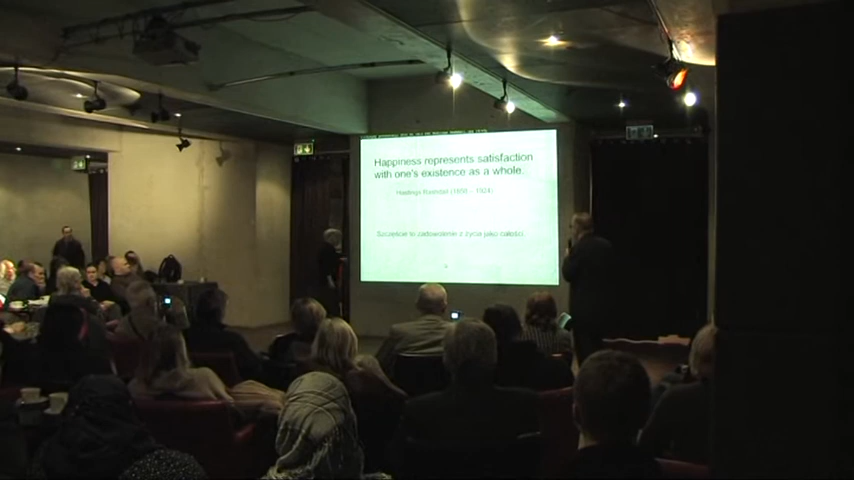 Happiness represents satisfaction
with one's existence as a whole.
Hastings Rashdall (1858 – 1924)
Szczęście to zadowolenie z życia jako całości.